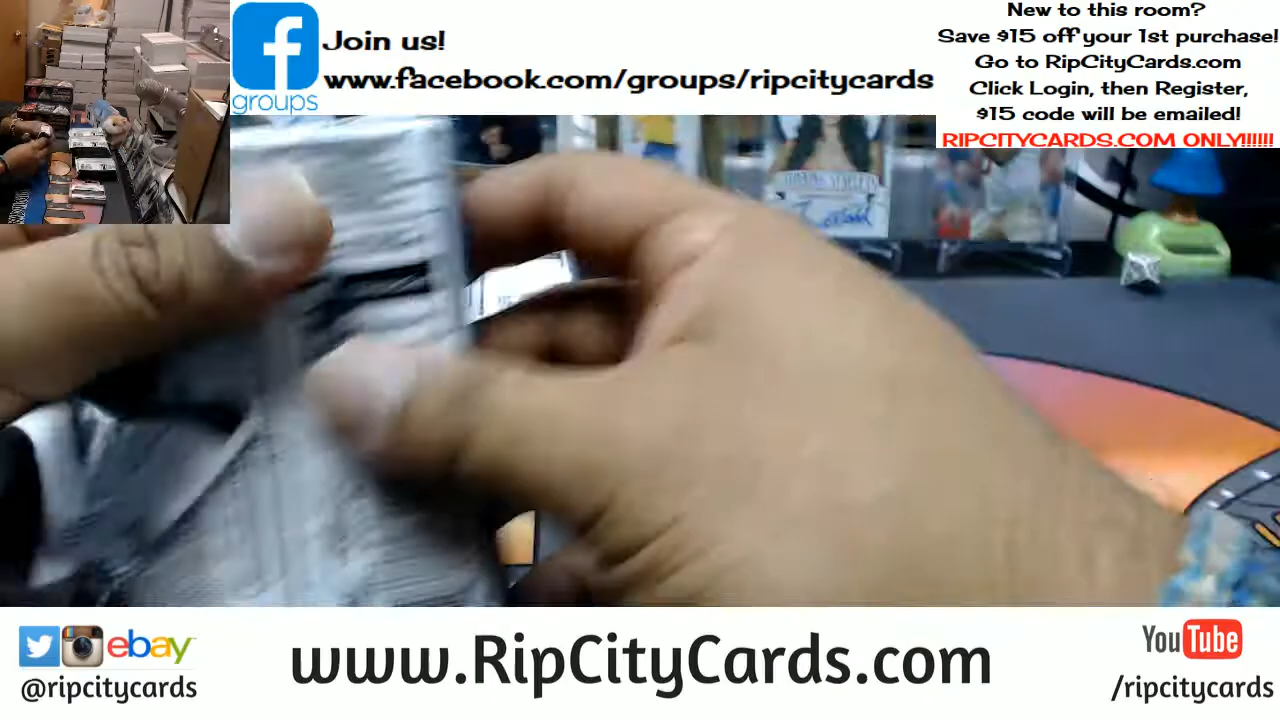 Join us!
www.facebook.com/groups/ripcitycards
groups
New to this room?
Save $15 off your 1st purchase!
Go to RipCityCards.com
Click Login, then Register,
$15 code will be emailed!
RIPCITYCARDS.COM ONLY!!!!!!
ebay
@ripcitycards
www.RipCityCards.com
YouTube
/ripcitycards